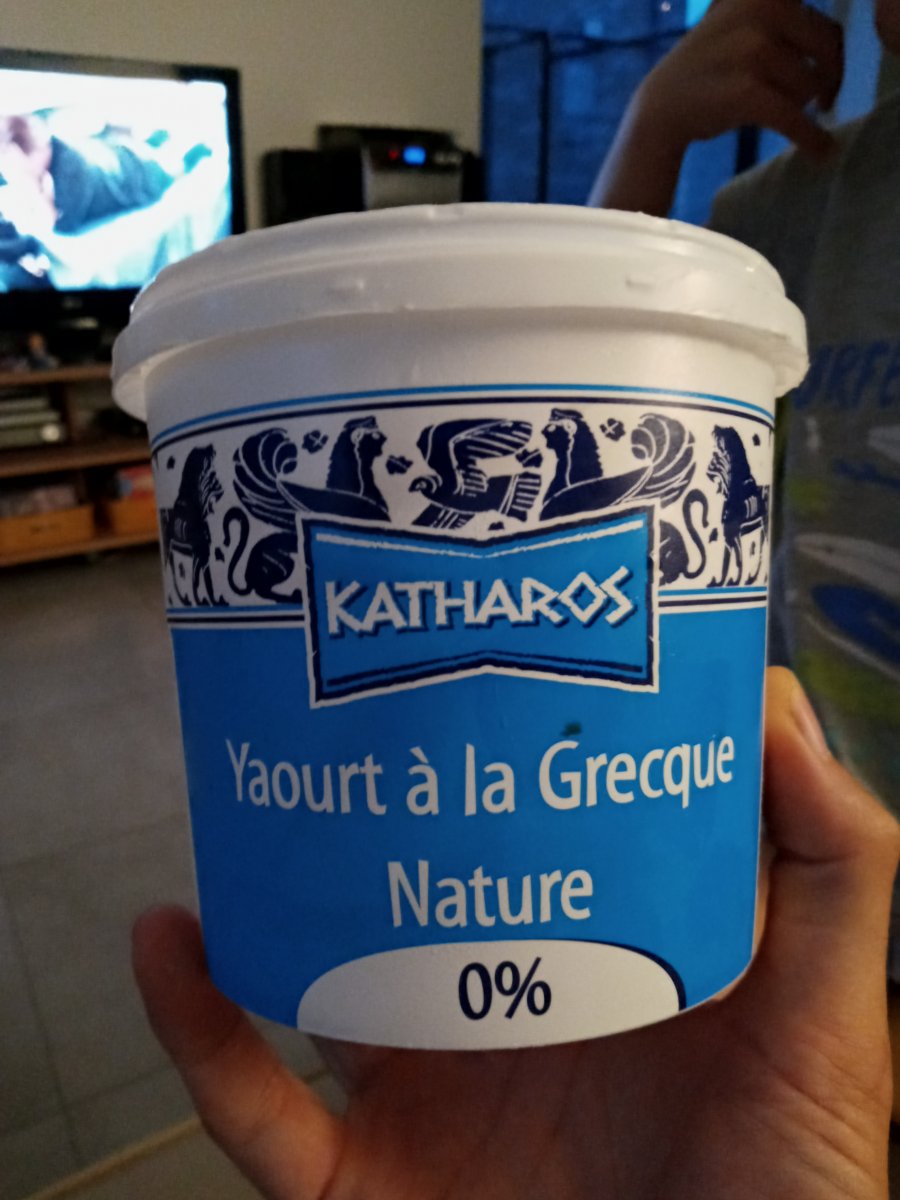 KATHAROS
Yaourt à la Grecque
Nature
0%